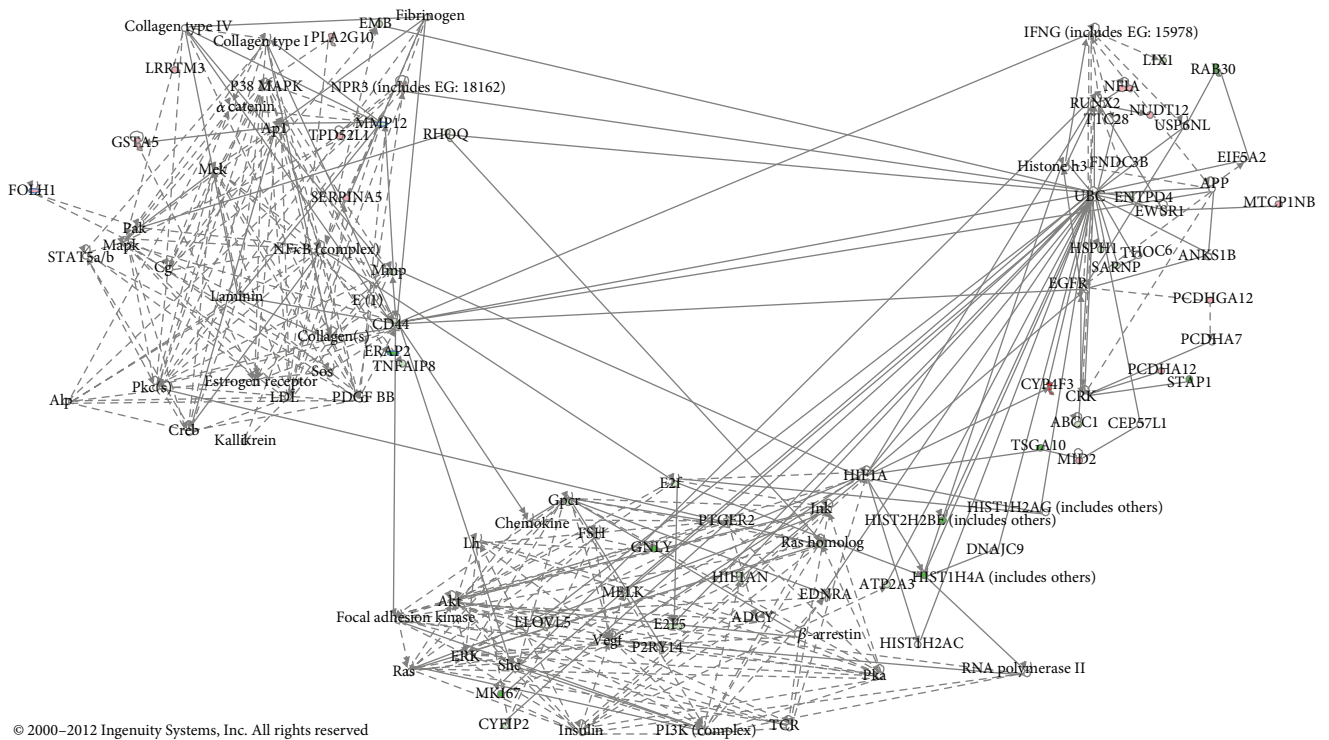 Collagen type IV
Fibrinogen
EMB
Collagen type I
PLA2G10
LRRTM3
P38 MAPK
NPR3 (includes EG: 18162)
α catenin
Ap1
TPD52L1
MMP12
RHOQ
GSTA5
Mek
FOLH1
SERPINA5
Pak
Mapk
STAT5a/b
NFκB (complex)
Cg
Mmp
Laminin
CD44
Collagen(s)
ERAP2
TNFAIP8
Sos
Estrogen receptor
Pkc(s)
LDL
PDGF BB
Alp
Creb
Kallikrein
IFNG (includes EG: 15978)
LIX1
RAB30
NFIA
RUNX2
NUDT12
TTC28
USP6NL
Histone h3
FNDC3B
EIF5A2
APP
UBC
ENTPD4
EWSR1
MTCP1NB
HSPH1
THOC6
ANKS1B
SARNP
EGFR
PCDHGA12
PCDHA7
PCDHA12
STAP1
CYP4F3
CRK
ABCC1
CEP57L1
TSGA10
MID2
HIF1A
E2f
Gpcr
Jnk
HIST1H2AG (includes others)
Chemokine
PTGER2
HIST2H2BE (includes others)
FSH
Lh
GNLY
Ras homolog
DNAJC9
HIF1AN
ATP2A3
HIST1H4A (includes others)
MELK
EDNRA
Akt
Focal adhesion kinase
ELOVL5
E2F5
ADCY
β-arrestin
Vegf
P2RY14
HIST1H2AC
ERK
Shc
Ras
Pka
RNA polymerase II
MKI67
CYFIP2
Insulin
PI3K (complex)
TCR
© 2000–2012 Ingenuity Systems, Inc. All rights reserved